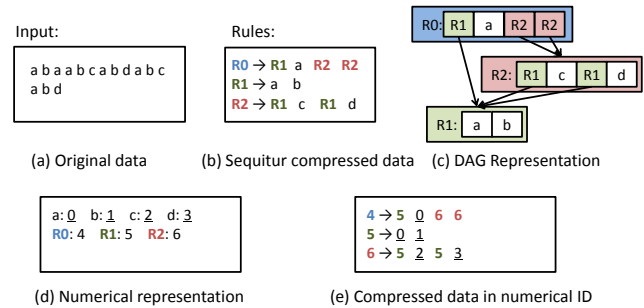 Input:
a b a a b c a b d a b c
a b d
(a) Original data
Rules:
R0 → R1 a R2 R2
R1 → a b
R2 → R1 c R1 d
(b) Sequitur compressed data
R0: R1 a R2 R2
R2: R1 c R1 d
R1: a b
(c) DAG Representation
a: 0 b: 1 c: 2 d: 3
R0: 4 R1: 5 R2: 6
(d) Numerical representation
4 → 5 0 6 6
5 → 0 1
6 → 5 2 5 3
(e) Compressed data in numerical ID